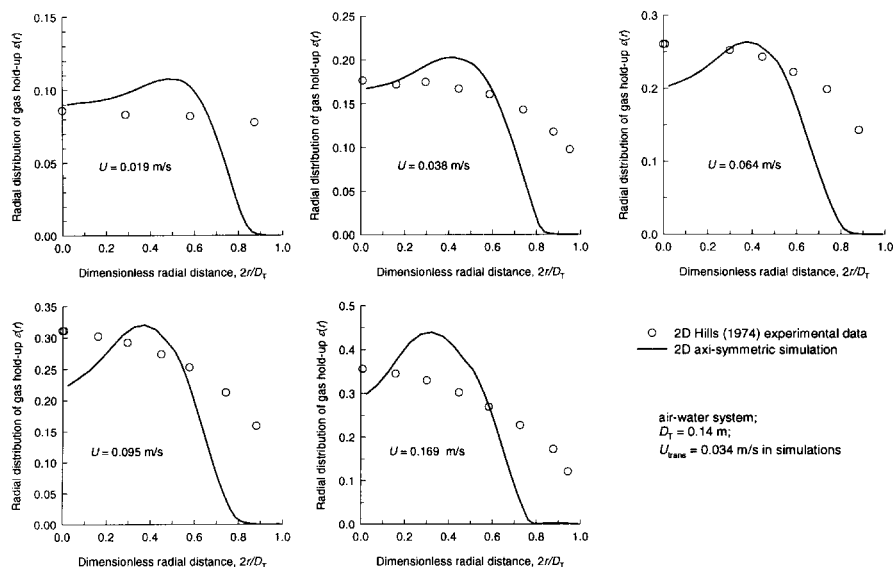 0.15
0.10
0.05
0.00
Radial distribution of gas hold-up ε(r)
U = 0.019 m/s
0.0 0.2 0.4 0.6 0.8 1.0
Dimensionless radial distance, 2r/D_T
0.25
0.20
0.15
0.10
0.05
0.00
Radial distribution of gas hold-up ε(r)
U = 0.038 m/s
0.0 0.2 0.4 0.6 0.8 1.0
Dimensionless radial distance, 2r/D_T
0.3
0.2
0.1
0.0
Radial distribution of gas hold-up ε(r)
U = 0.064 m/s
0.0 0.2 0.4 0.6 0.8 1.0
Dimensionless radial distance, 2r/D_T
0.35
0.30
0.25
0.20
0.15
0.10
0.05
0.00
Radial distribution of gas hold-up ε(r)
U = 0.095 m/s
0.0 0.2 0.4 0.6 0.8 1.0
Dimensionless radial distance, 2r/D_T
0.5
0.4
0.3
0.2
0.1
0.0
Radial distribution of gas hold-up ε(r)
U = 0.169 m/s
0.0 0.2 0.4 0.6 0.8 1.0
Dimensionless radial distance, 2r/D_T
2D Hills (1974) experimental data
2D axi-symmetric simulation
air-water system;
D_T = 0.14 m;
U_trans = 0.034 m/s in simulations